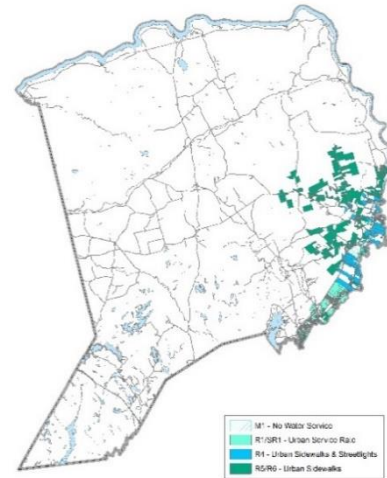 M1 - No Water Service
R1/SR1 - Urban Service Rate
R4 - Urban Sidewalks & Streetlights
R5/R6 - Urban Sidewalks